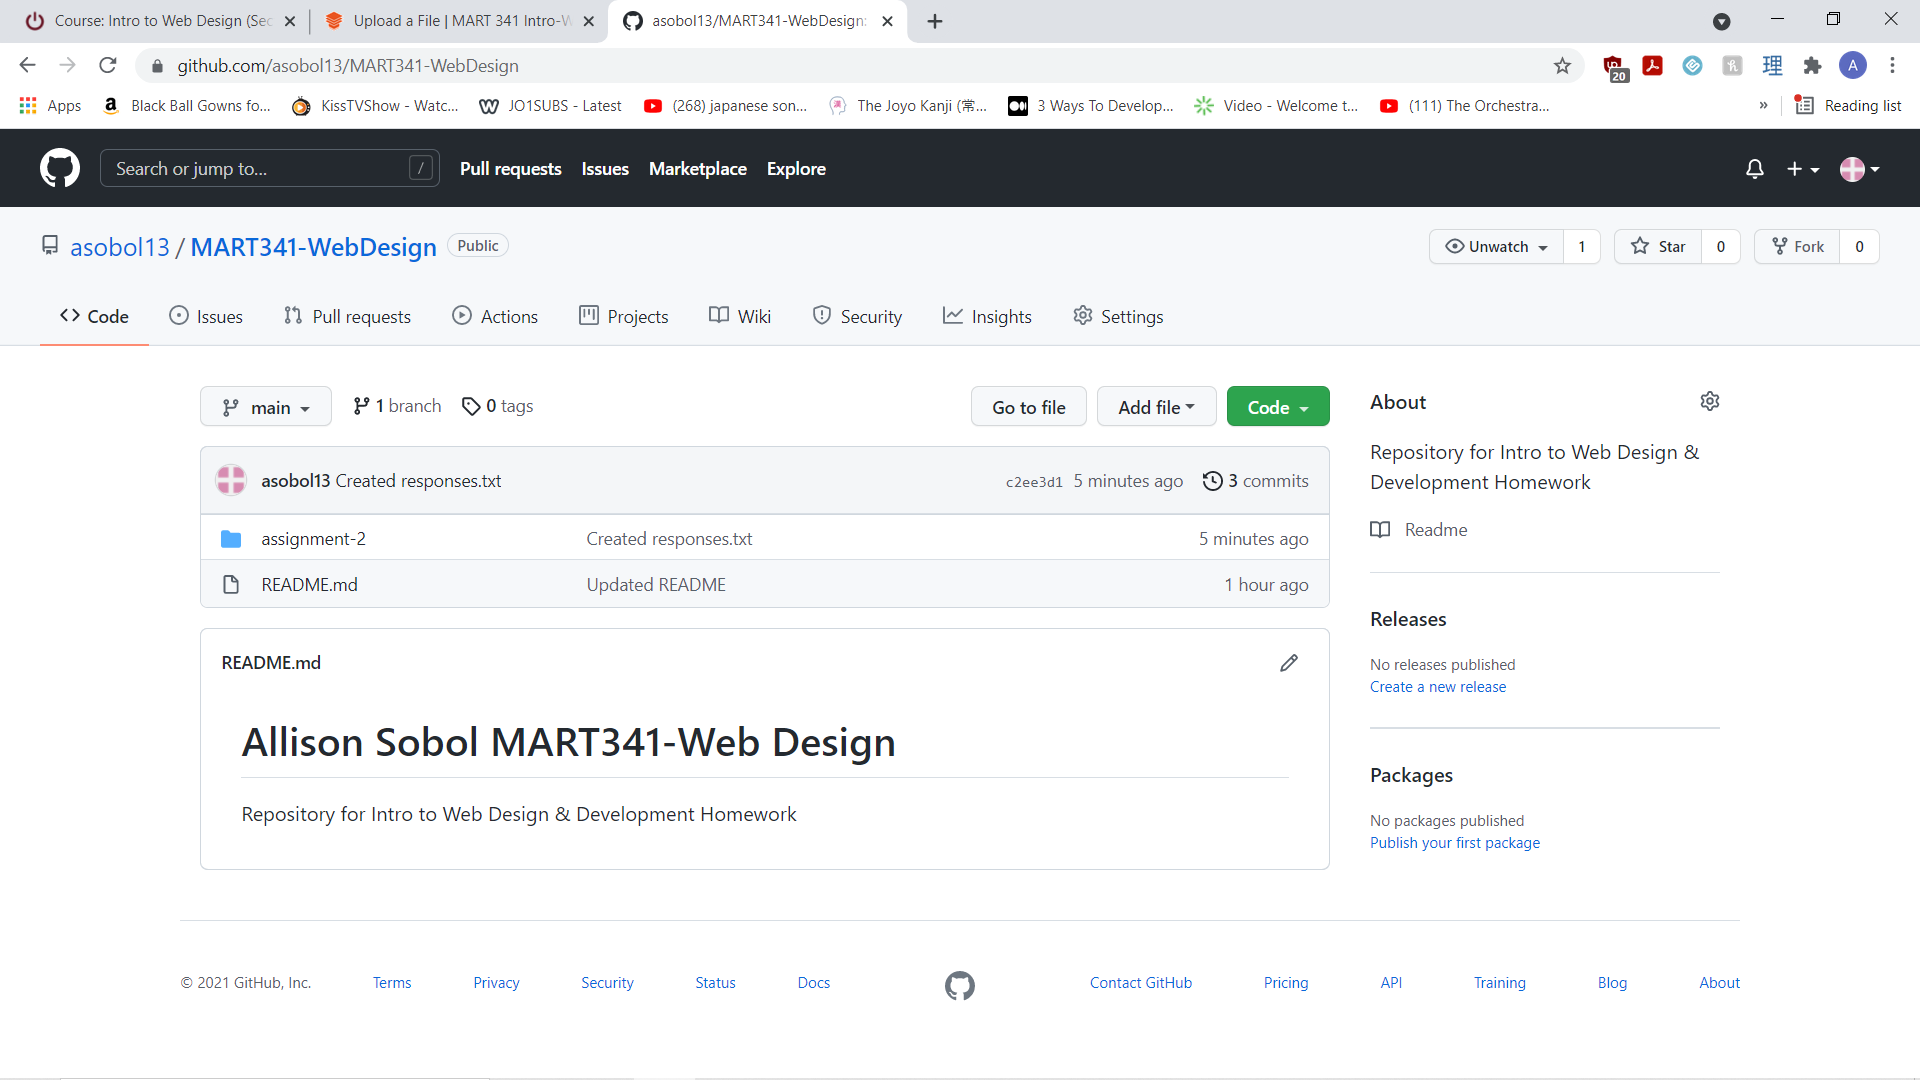 Course: Intro to Web Design (Sec
Upload a File | MART 341 Intro-W
asobol13/MART341-WebDesign:
github.com/asobol13/MART341-WebDesign
20
A
Apps
Black Ball Gowns fo...
KissTVShow - Watc...
JO1SUBS - Latest
(268) japanese son...
The Joyo Kanji (常...
3 Ways To Develop...
Video - Welcome t...
(111) The Orchestra...
»
Reading list
Search or jump to...
/
Pull requests
Issues
Marketplace
Explore
asobol13 / MART341-WebDesign
Public
Unwatch
1
Star
0
Fork
0
Code
Issues
Pull requests
Actions
Projects
Wiki
Security
Insights
Settings
main
1 branch
0 tags
Go to file
Add file
Code
asobol13 Created responses.txt
c2ee3d1
5 minutes ago
3 commits
assignment-2
Created responses.txt
5 minutes ago
README.md
Updated README
1 hour ago
README.md
Allison Sobol MART341-Web Design
Repository for Intro to Web Design & Development Homework
About
Repository for Intro to Web Design &
Development Homework
Readme
Releases
No releases published
Create a new release
Packages
No packages published
Publish your first package
© 2021 GitHub, Inc.
Terms
Privacy
Security
Status
Docs
Contact GitHub
Pricing
API
Training
Blog
About